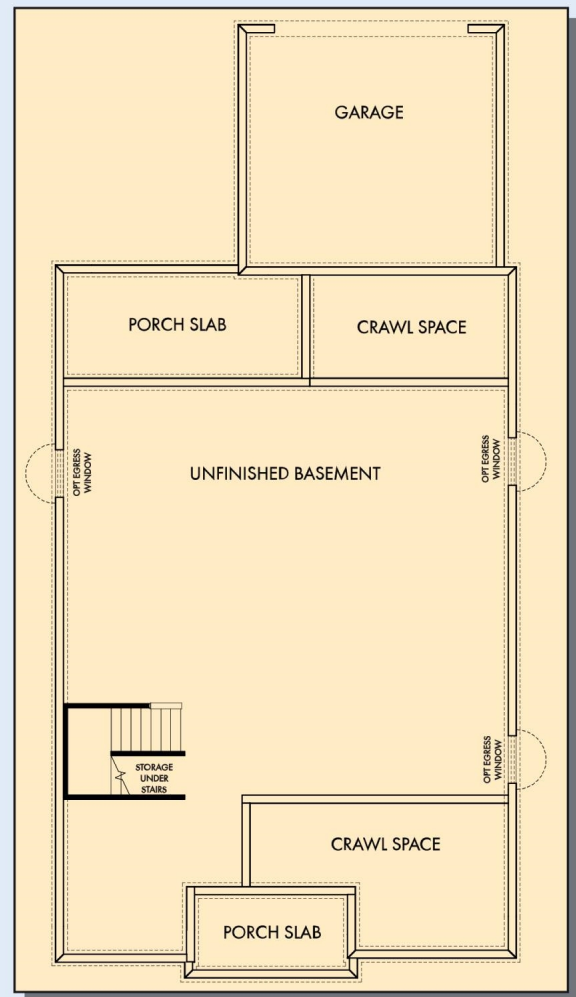 GARAGE
PORCH SLAB
CRAWL SPACE
OPT EGRESS
WINDOW
UNFINISHED BASEMENT
OPT EGRESS
WINDOW
STORAGE
UNDER
STAIRS
OPT EGRESS
WINDOW
CRAWL SPACE
PORCH SLAB